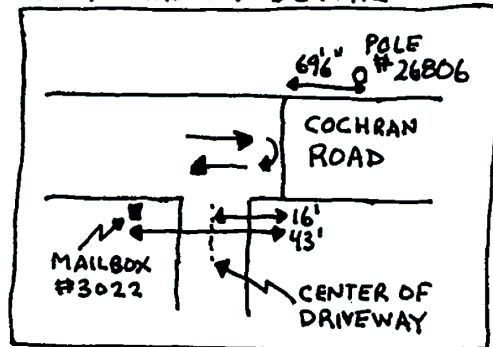 69'6"
POLE
#26806
COCHRAN
ROAD
16'
43'
MAILBOX
#3022
CENTER OF
DRIVEWAY